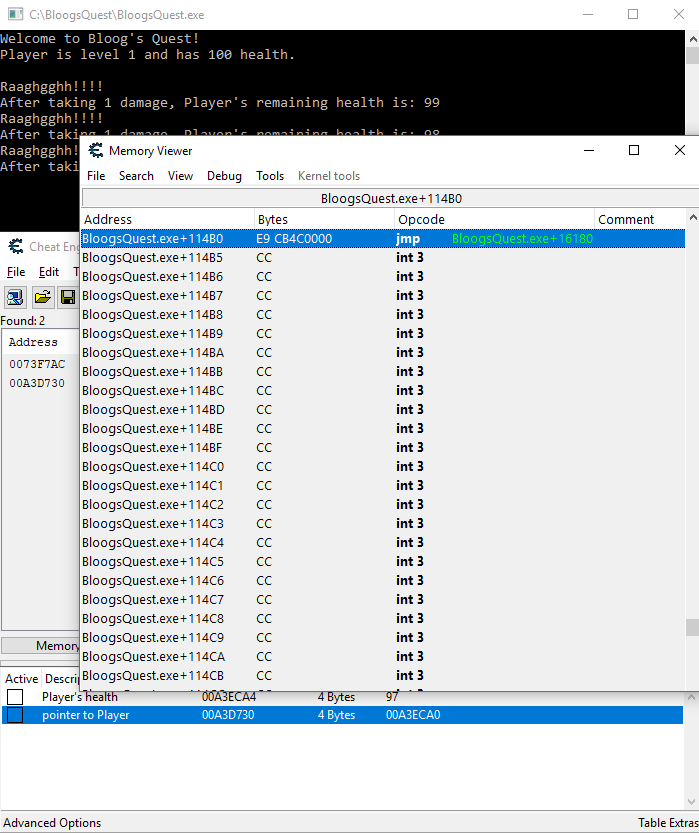 C:\BloogsQuest\BloogsQuest.exe
Welcome to Bloog's Quest!
Player is level 1 and has 100 health.
Raaghgghh!!!!
After taking 1 damage, Player's remaining health is: 99
Raaghgghh!!!!
After taking 1 damage, Player's remaining health is: 98
Raaghgghh!
After taki
Memory Viewer
File Search View Debug Tools Kernel tools
BloogsQuest.exe+114B0
Address Bytes Opcode Comment
BloogsQuest.exe+114B0 E9 CB4C0000 jmp BloogsQuest.exe+16180
BloogsQuest.exe+114B5 CC int 3
BloogsQuest.exe+114B6 CC int 3
BloogsQuest.exe+114B7 CC int 3
BloogsQuest.exe+114B8 CC int 3
BloogsQuest.exe+114B9 CC int 3
BloogsQuest.exe+114BA CC int 3
BloogsQuest.exe+114BB CC int 3
BloogsQuest.exe+114BC CC int 3
BloogsQuest.exe+114BD CC int 3
BloogsQuest.exe+114BE CC int 3
BloogsQuest.exe+114BF CC int 3
BloogsQuest.exe+114C0 CC int 3
BloogsQuest.exe+114C1 CC int 3
BloogsQuest.exe+114C2 CC int 3
BloogsQuest.exe+114C3 CC int 3
BloogsQuest.exe+114C4 CC int 3
BloogsQuest.exe+114C5 CC int 3
BloogsQuest.exe+114C6 CC int 3
BloogsQuest.exe+114C7 CC int 3
BloogsQuest.exe+114C8 CC int 3
BloogsQuest.exe+114C9 CC int 3
BloogsQuest.exe+114CA CC int 3
BloogsQuest.exe+114CB CC int 3
Cheat En
File Edit T
Found: 2
Address
0073F7AC
00A3D730
Memory
Active Descrip
Player's health 00A3ECA4 4 Bytes 97
pointer to Player 00A3D730 4 Bytes 00A3ECA0
Advanced Options Table Extras